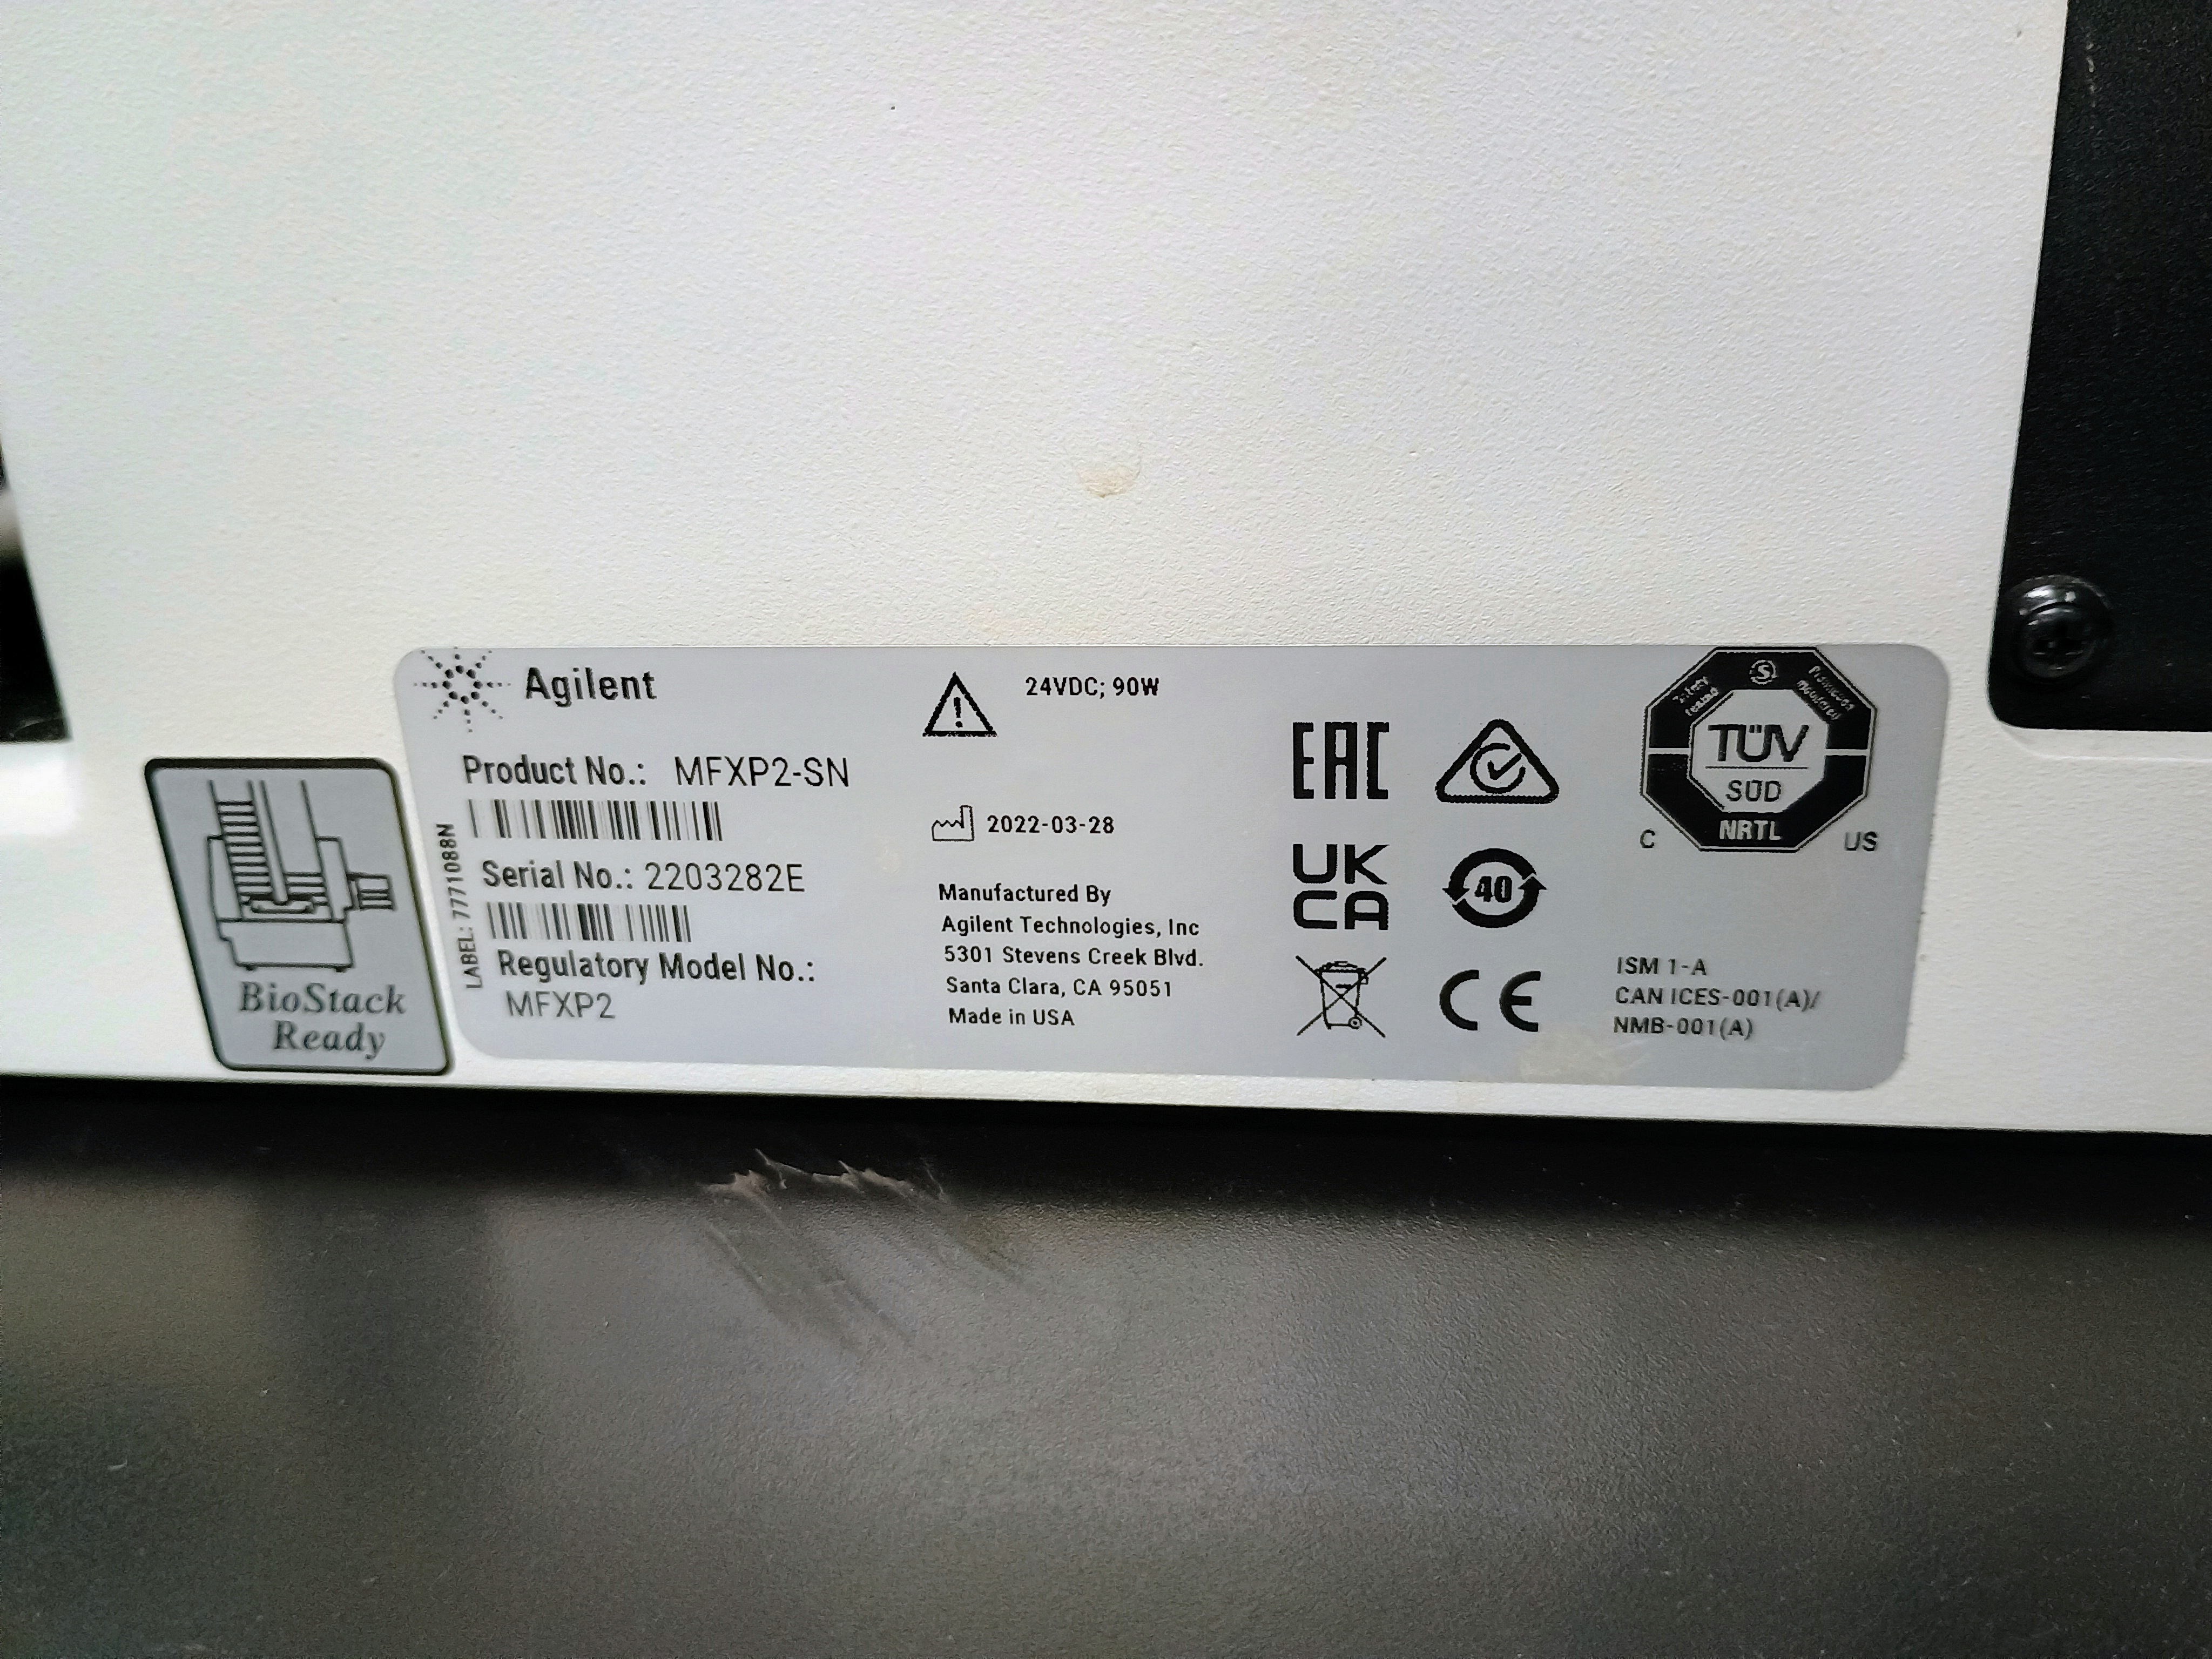 Agilent
Product No.: MFXP2-SN
Serial No.: 2203282E
Regulatory Model No.:
MFXP2
LABEL: 7771088N
BioStack
Ready
24VDC; 90W
2022-03-28
Manufactured By
Agilent Technologies, Inc
5301 Stevens Creek Blvd.
Santa Clara, CA 95051
Made in USA
EAC
UK
CA
40
CE
TÜV
SÜD
NRTL
C US
ISM 1-A
CAN ICES-001(A)/
NMB-001(A)